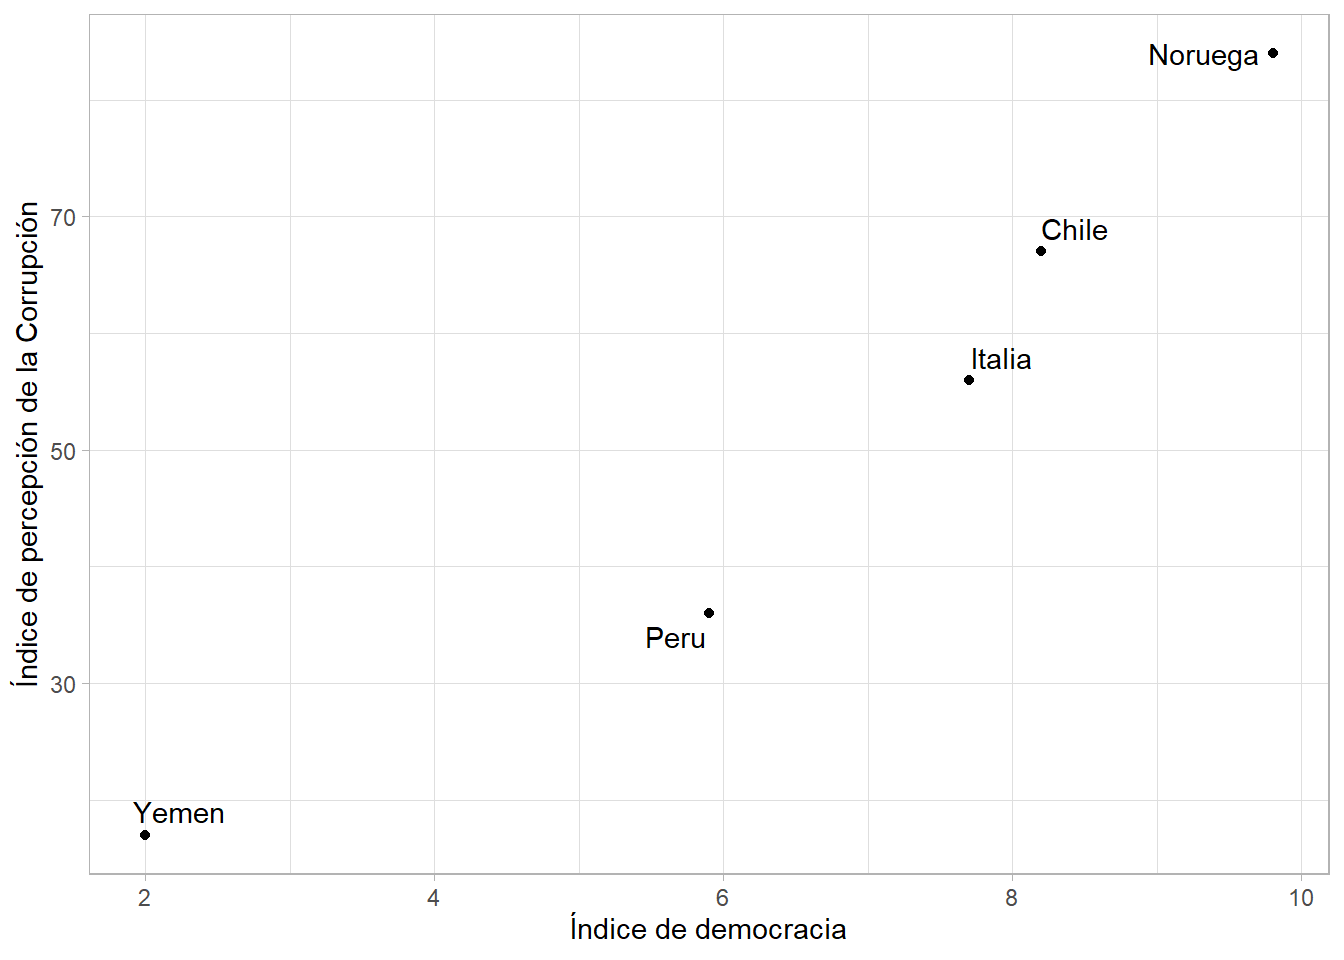 Noruega
70
Chile
Italia
Índice de percepción de la Corrupción
50
Peru
30
Yemen
2 4 6 8 10
Índice de democracia